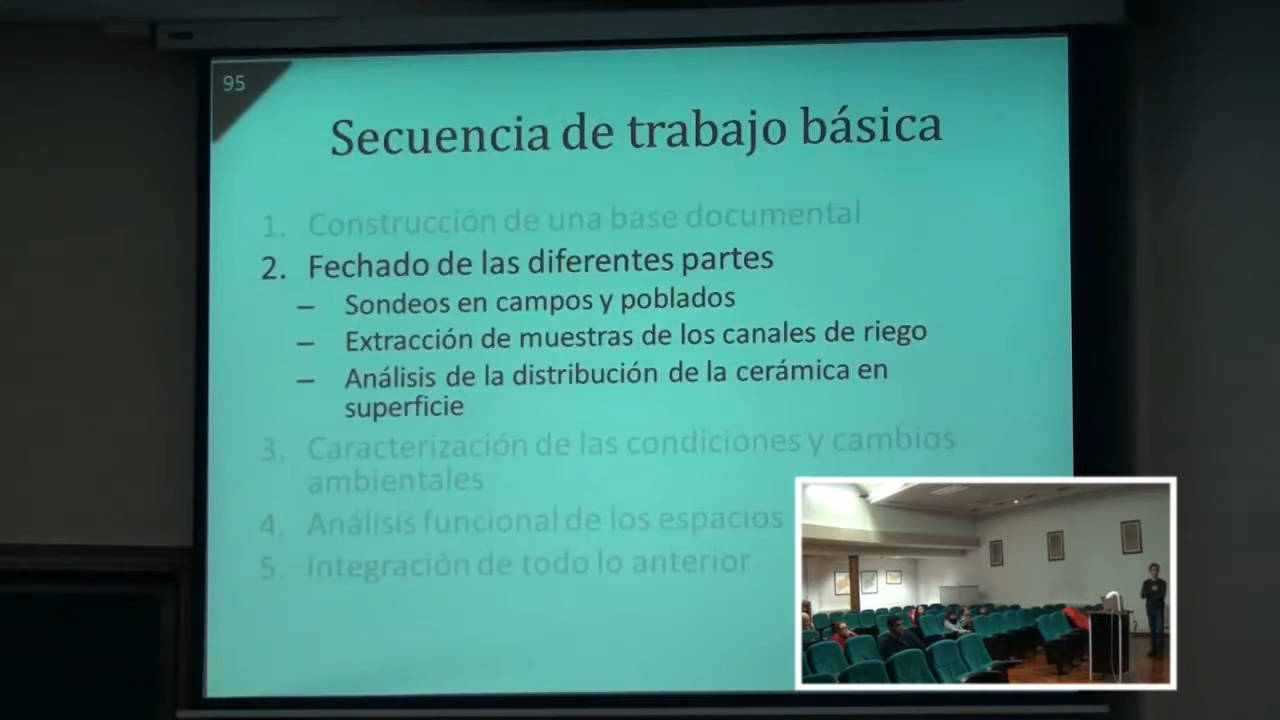 95
Secuencia de trabajo básica
1. Construcción de una base documental
2. Fechado de las diferentes partes
– Sondeos en campos y poblados
– Extracción de muestras de los canales de riego
– Análisis de la distribución de la cerámica en
superficie
3. Caracterización de las condiciones y cambios
ambientales
4. Análisis funcional de los espacios
5. Integración de todo lo anterior